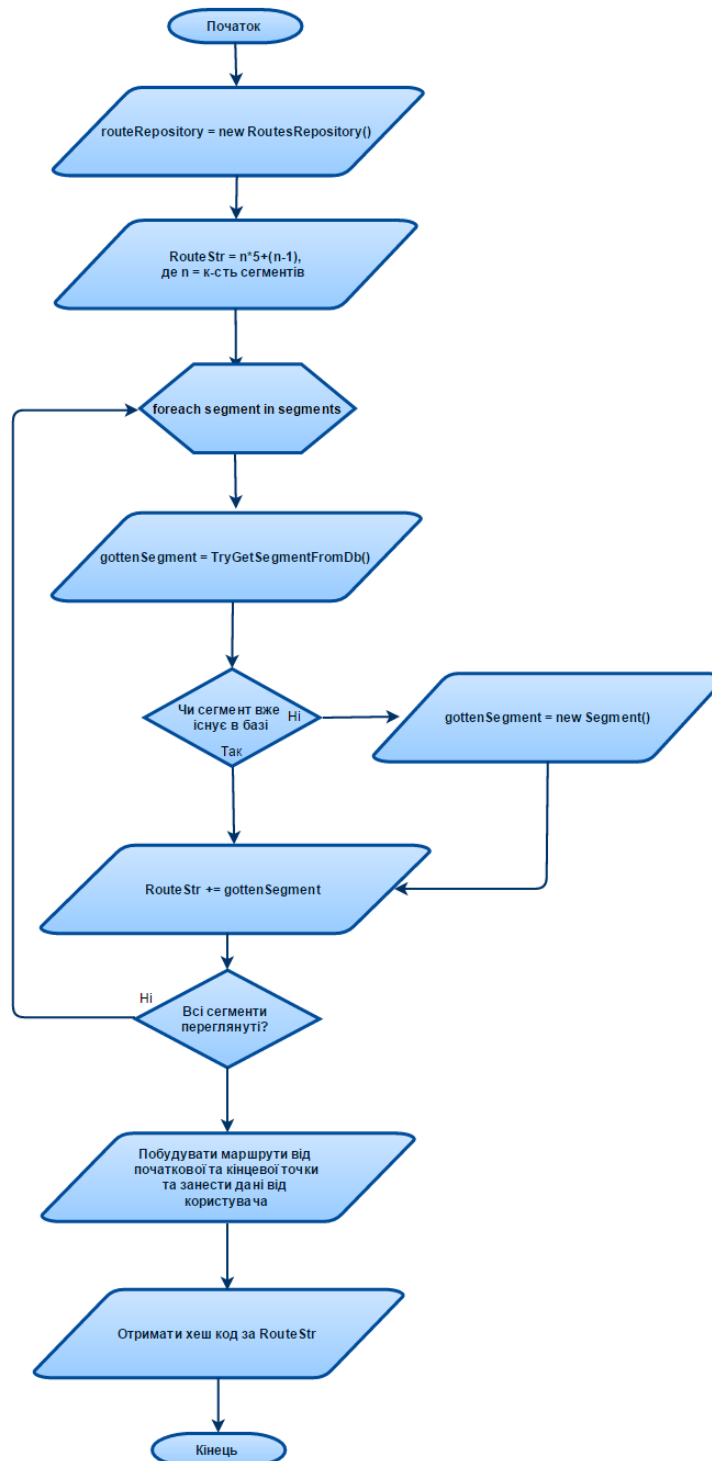 Початок
routeRepository = new RoutesRepository()
RouteStr = n*5+(n-1),
де n = к-сть сегментів
foreach segment in segments
gottenSegment = TryGetSegmentFromDb()
Чи сегмент вже
існує в базі
Ні
Так
gottenSegment = new Segment()
RouteStr += gottenSegment
Ні
Всі сегменти
переглянуті?
Побудувати маршрути від
початкової та кінцевої точки
та занести дані від
користувача
Отримати хеш код за RouteStr
Кінець